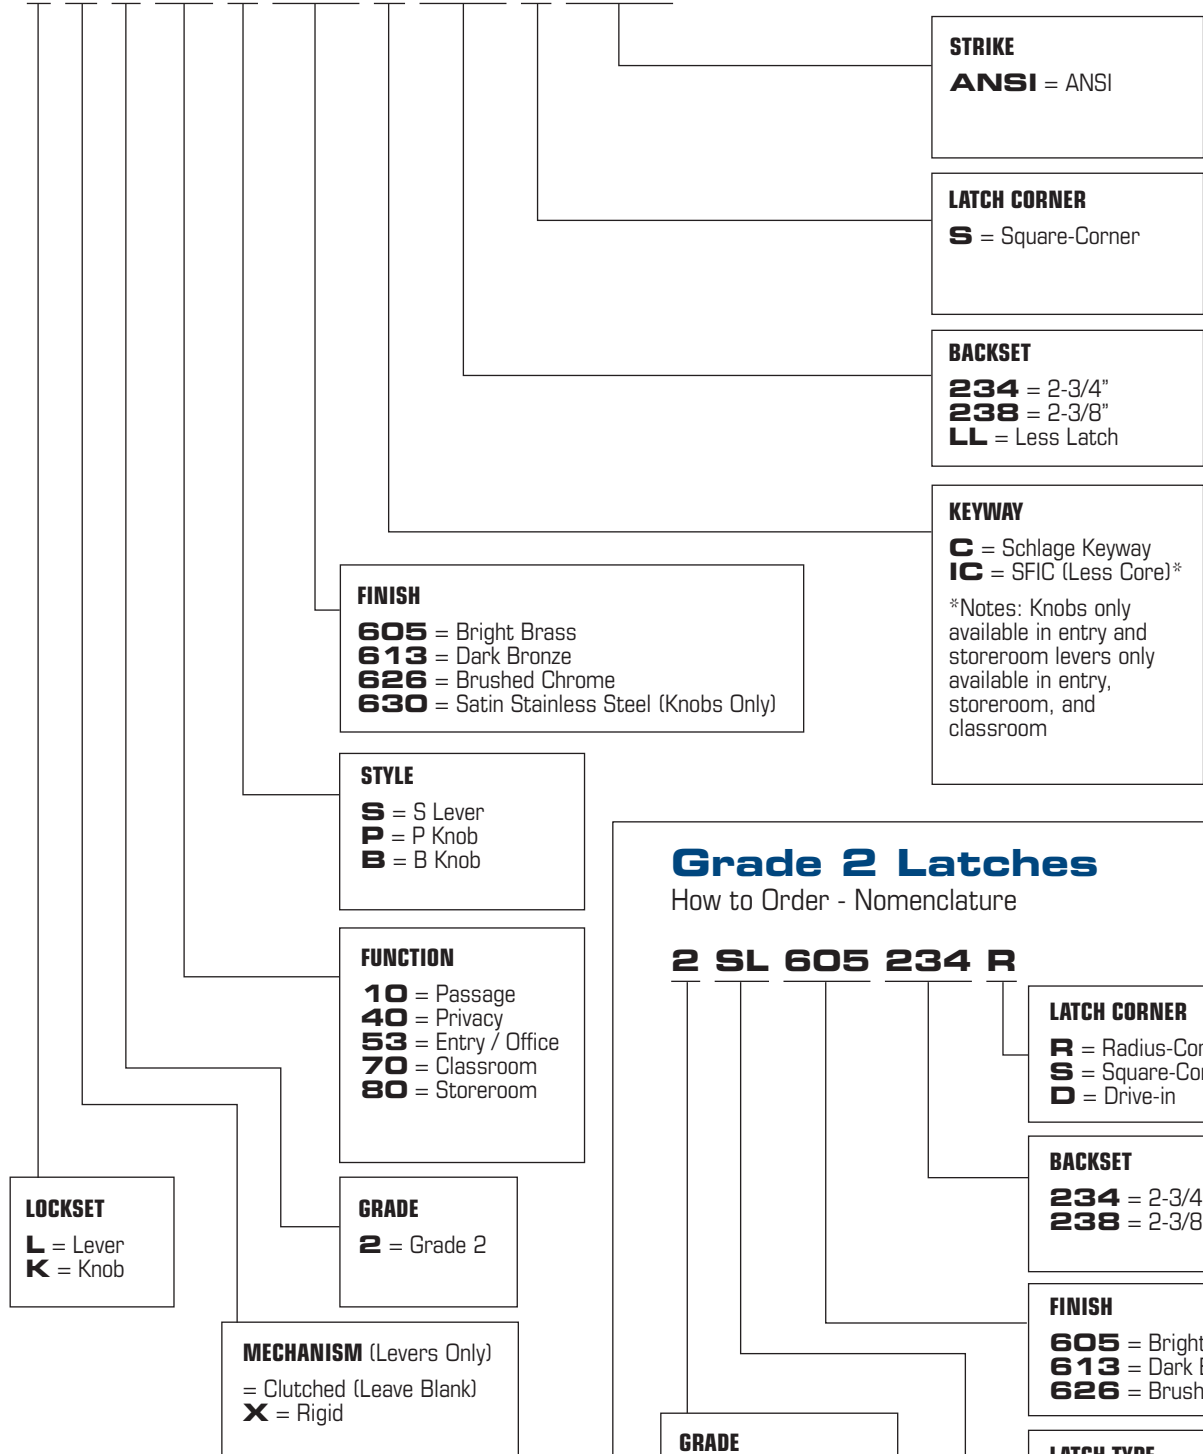 STRIKE
ANSI = ANSI
LATCH CORNER
S = Square-Corner
BACKSET
234 = 2-3/4”
238 = 2-3/8”
LL = Less Latch
KEYWAY
C = Schlage Keyway
IC = SFIC (Less Core)*
*Notes: Knobs only
available in entry and
storeroom levers only
available in entry,
storeroom, and
classroom
FINISH
605 = Bright Brass
613 = Dark Bronze
626 = Brushed Chrome
630 = Satin Stainless Steel (Knobs Only)
STYLE
S = S Lever
P = P Knob
B = B Knob
FUNCTION
10 = Passage
40 = Privacy
53 = Entry / Office
70 = Classroom
80 = Storeroom
LOCKSET
L = Lever
K = Knob
GRADE
2 = Grade 2
MECHANISM (Levers Only)
= Clutched (Leave Blank)
X = Rigid
Grade 2 Latches
How to Order - Nomenclature
2 SL 605 234 R
LATCH CORNER
R = Radius-Cor
S = Square-Cor
D = Drive-in
BACKSET
234 = 2-3/4
238 = 2-3/8
FINISH
605 = Bright
613 = Dark
626 = Brush
GRADE
LATCH TYPE